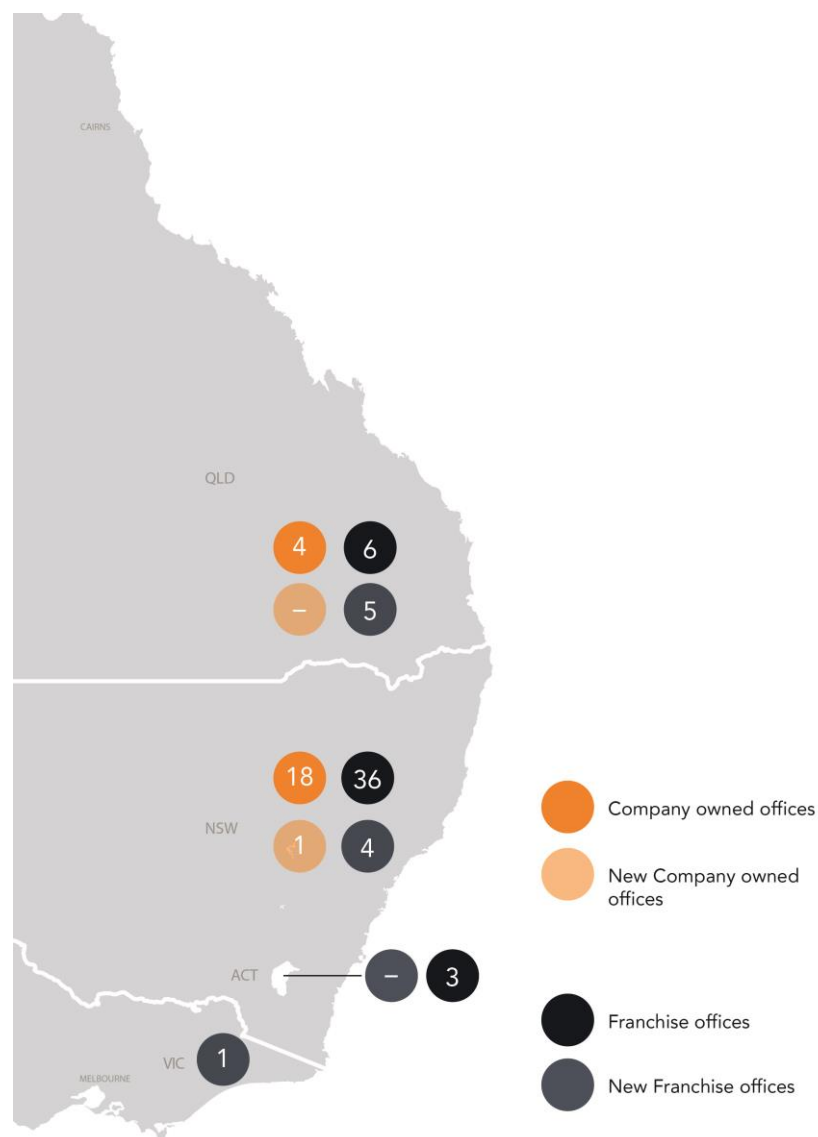 CAIRNS
QLD
4 6
– 5
18 36
NSW
1 4
ACT – 3
VIC 1
MELBOURNE
Company owned offices
New Company owned
offices
Franchise offices
New Franchise offices